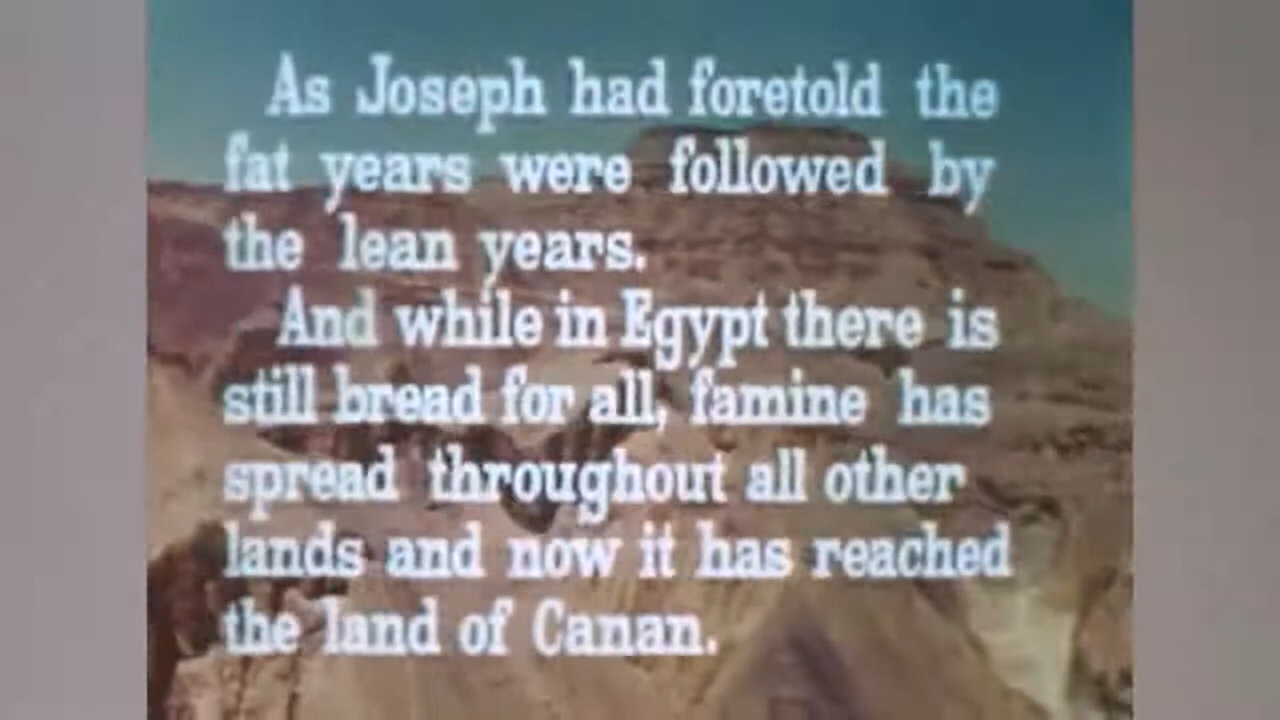 As Joseph had foretold the
fat years were followed by
the lean years.
And while in Egypt there is
still bread for all, famine has
spread throughout all other
lands and now it has reached
the land of Canan.